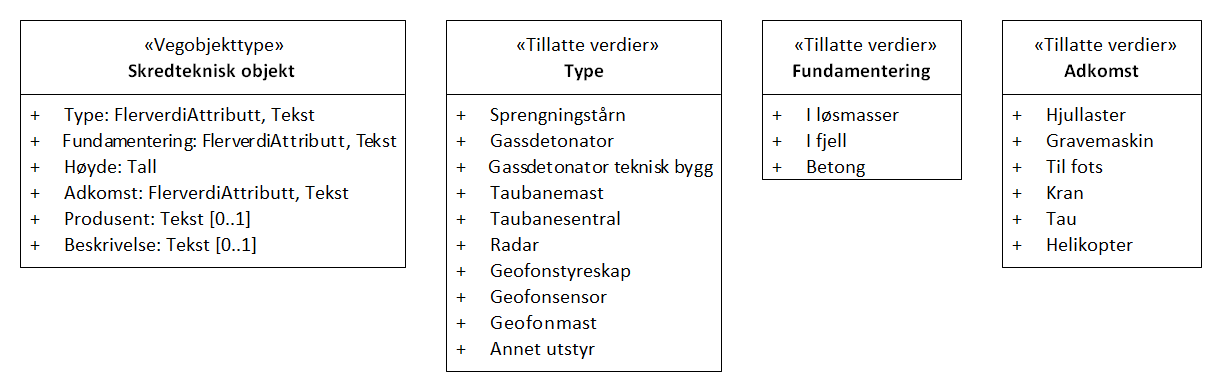 «Vegobjekttype»
Skredteknisk objekt
+ Type: FlerverdiAttributt, Tekst
+ Fundamentering: FlerverdiAttributt, Tekst
+ Høyde: Tall
+ Adkomst: FlerverdiAttributt, Tekst
+ Produsent: Tekst [0..1]
+ Beskrivelse: Tekst [0..1]
«Tillatte verdier»
Type
+ Sprengningstårn
+ Gassdetonator
+ Gassdetonator teknisk bygg
+ Taubanemast
+ Taubanesentral
+ Radar
+ Geofonstyreskap
+ Geofonsensor
+ Geofonmast
+ Annet utstyr
«Tillatte verdier»
Fundamentering
+ I løsmasser
+ I fjell
+ Betong
«Tillatte verdier»
Adkomst
+ Hjullaster
+ Gravemaskin
+ Til fots
+ Kran
+ Tau
+ Helikopter